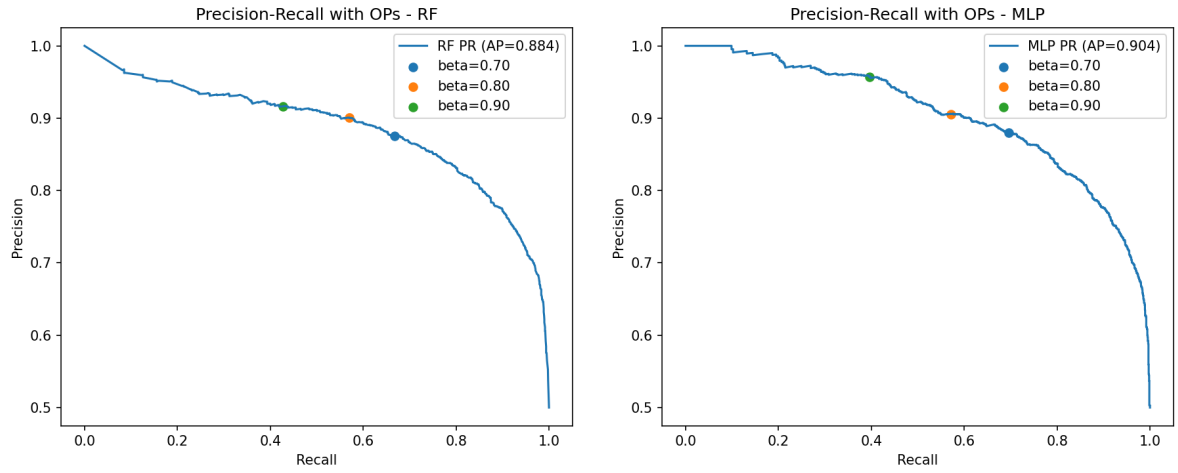 Precision-Recall with OPs - RF
RF PR (AP=0.884)
beta=0.70
beta=0.80
beta=0.90
Precision
1.0
0.9
0.8
0.7
0.6
0.5
0.0 0.2 0.4 0.6 0.8 1.0
Recall
Precision-Recall with OPs - MLP
MLP PR (AP=0.904)
beta=0.70
beta=0.80
beta=0.90
Precision
1.0
0.9
0.8
0.7
0.6
0.5
0.0 0.2 0.4 0.6 0.8 1.0
Recall